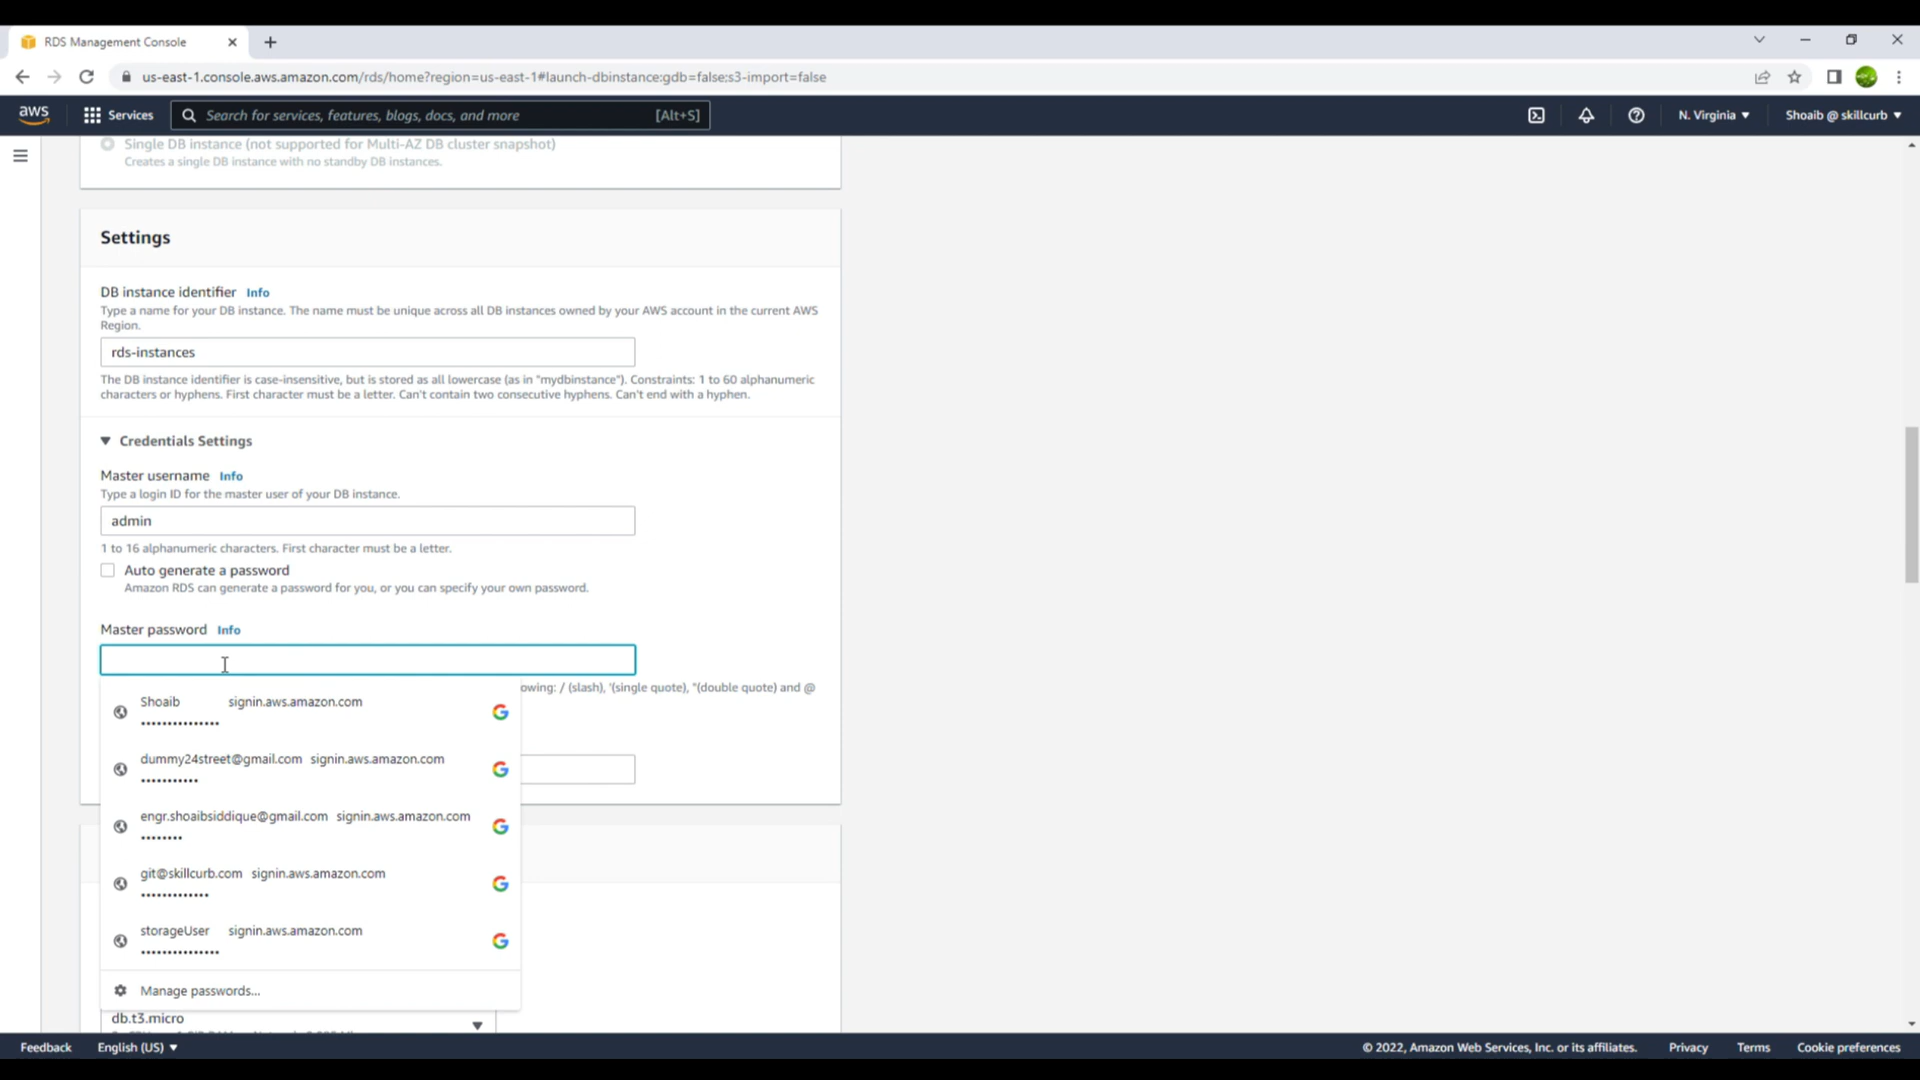 RDS Management Console
us-east-1.console.aws.amazon.com/rds/home?region=us-east-1#launch-dbinstance:gdb=false;s3-import=false
aws
Services
Search for services, features, blogs, docs, and more [Alt+S]
N. Virginia
Shoaib @ skillcurb
Single DB instance (not supported for Multi-AZ DB cluster snapshot)
Creates a single DB instance with no standby DB instances.
Settings
DB instance identifier Info
Type a name for your DB instance. The name must be unique across all DB instances owned by your AWS account in the current AWS
Region.
rds-instances
The DB instance identifier is case-insensitive, but is stored as all lowercase (as in "mydbinstance"). Constraints: 1 to 60 alphanumeric
characters or hyphens. First character must be a letter. Can't contain two consecutive hyphens. Can't end with a hyphen.
Credentials Settings
Master username Info
Type a login ID for the master user of your DB instance.
admin
1 to 16 alphanumeric characters. First character must be a letter.
Auto generate a password
Amazon RDS can generate a password for you, or you can specify your own password.
Master password Info
owing: / (slash), '(single quote), "(double quote) and @
Shoaib signin.aws.amazon.com
•••••••••••••••
dummy24street@gmail.com signin.aws.amazon.com
•••••••••••
engr.shoaibsiddique@gmail.com signin.aws.amazon.com
••••••••
git@skillcurb.com signin.aws.amazon.com
•••••••••••••
storageUser signin.aws.amazon.com
•••••••••••••••
Manage passwords...
db.t3.micro
Feedback
English (US)
© 2022, Amazon Web Services, Inc. or its affiliates.
Privacy
Terms
Cookie preferences